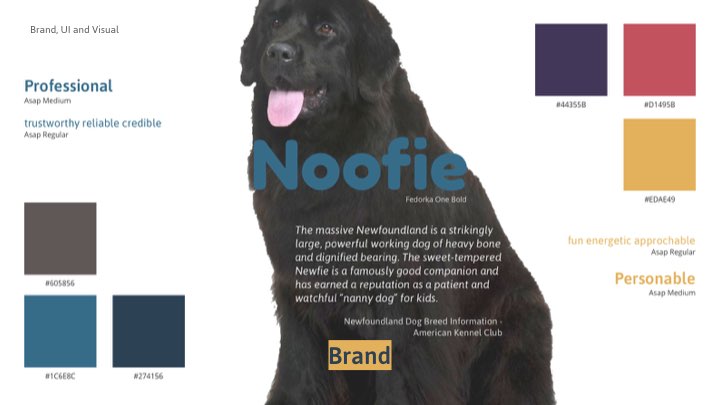 Brand, UI and Visual
Professional
Asap Medium
trustworthy reliable credible
Asap Regular
#605856
#1C6E8C
#274156
Noofie
Fedorka One Bold
The massive Newfoundland is a strikingly
large, powerful working dog of heavy bone
and dignified bearing. The sweet-tempered
Newfie is a famously good companion and
has earned a reputation as a patient and
watchful “nanny dog” for kids.
Newfoundland Dog Breed Information -
American Kennel Club
Brand
#44355B
#D1495B
#EDAE49
fun energetic approchable
Asap Regular
Personable
Asap Medium